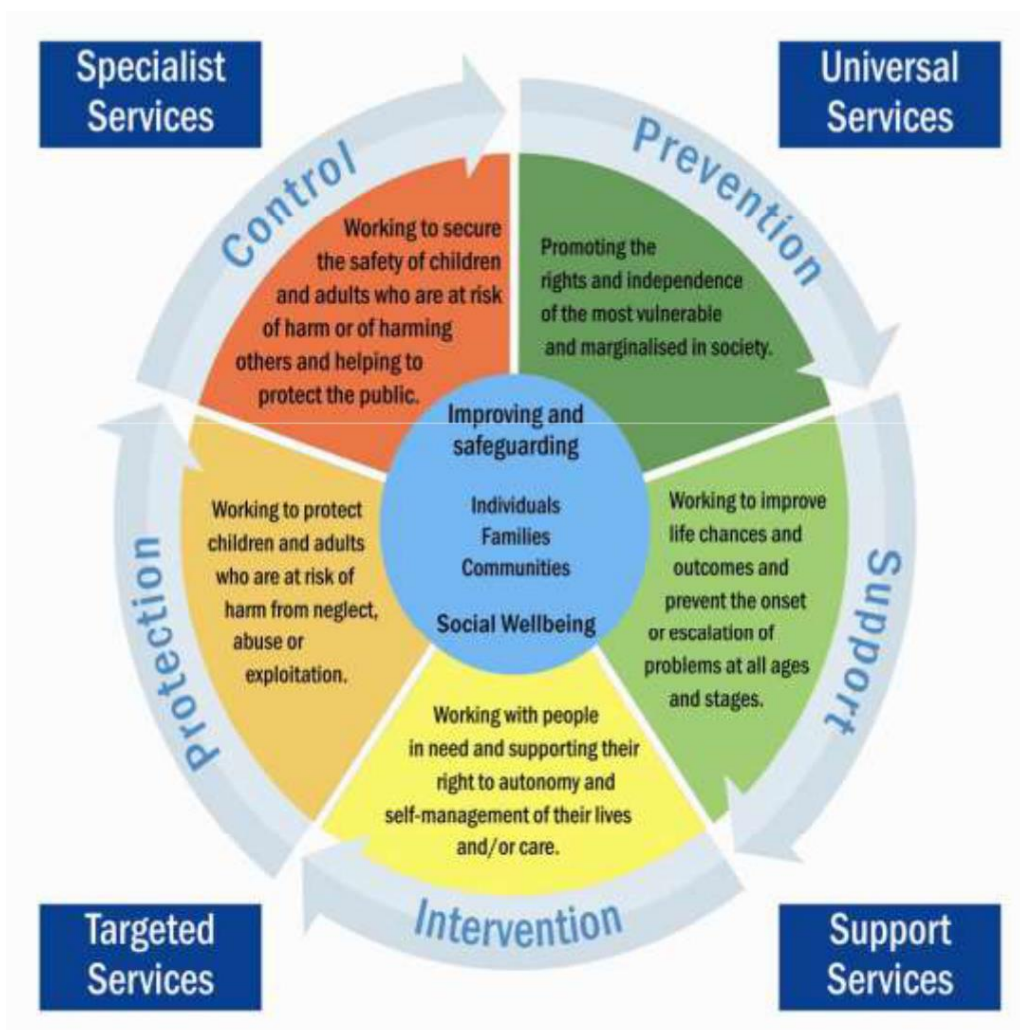 Specialist
Services
Universal
Services
Control
Prevention
Working to secure
the safety of children
and adults who are at risk
of harm or of harming
others and helping to
protect the public.
Promoting the
rights and independence
of the most vulnerable
and marginalised in society.
Improving and
safeguarding
Individuals
Families
Communities
Social Wellbeing
Working to protect
children and adults
who are at risk of
harm from neglect,
abuse or
exploitation.
Working to improve
life chances and
outcomes and
prevent the onset
or escalation of
problems at all ages
and stages.
Protection
Support
Working with people
in need and supporting their
right to autonomy and
self-management of their lives
and/or care.
Intervention
Targeted
Services
Support
Services